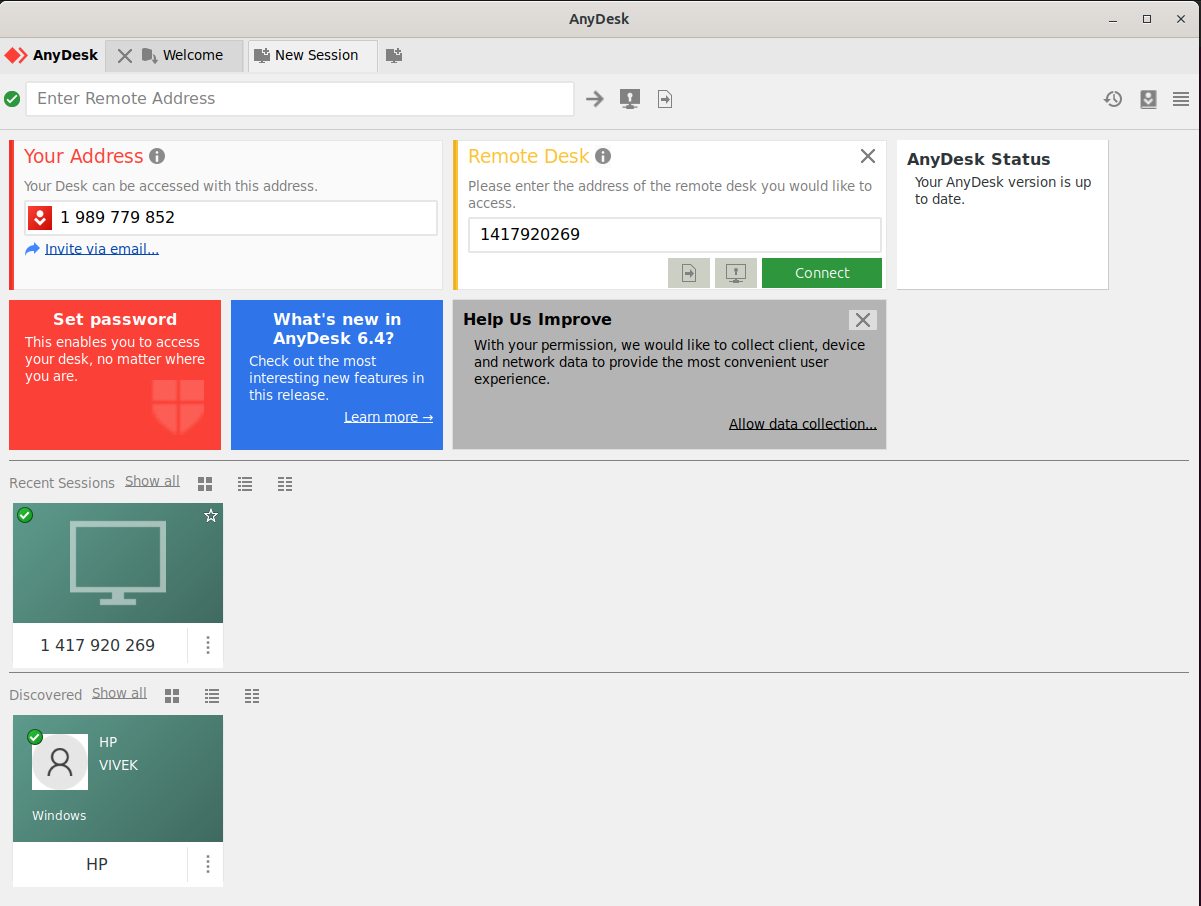 AnyDesk
AnyDesk
Welcome
New Session
Enter Remote Address
Your Address
Your Desk can be accessed with this address.
1 989 779 852
Invite via email...
Remote Desk
Please enter the address of the remote desk you would like to
access.
1417920269
Connect
AnyDesk Status
Your AnyDesk version is up
to date.
Set password
This enables you to access
your desk, no matter where
you are.
What's new in
AnyDesk 6.4?
Check out the most
interesting new features in
this release.
Learn more →
Help Us Improve
With your permission, we would like to collect client, device
and network data to provide the most convenient user
experience.
Allow data collection...
Recent Sessions Show all
1 417 920 269
Discovered Show all
HP
VIVEK
Windows
HP